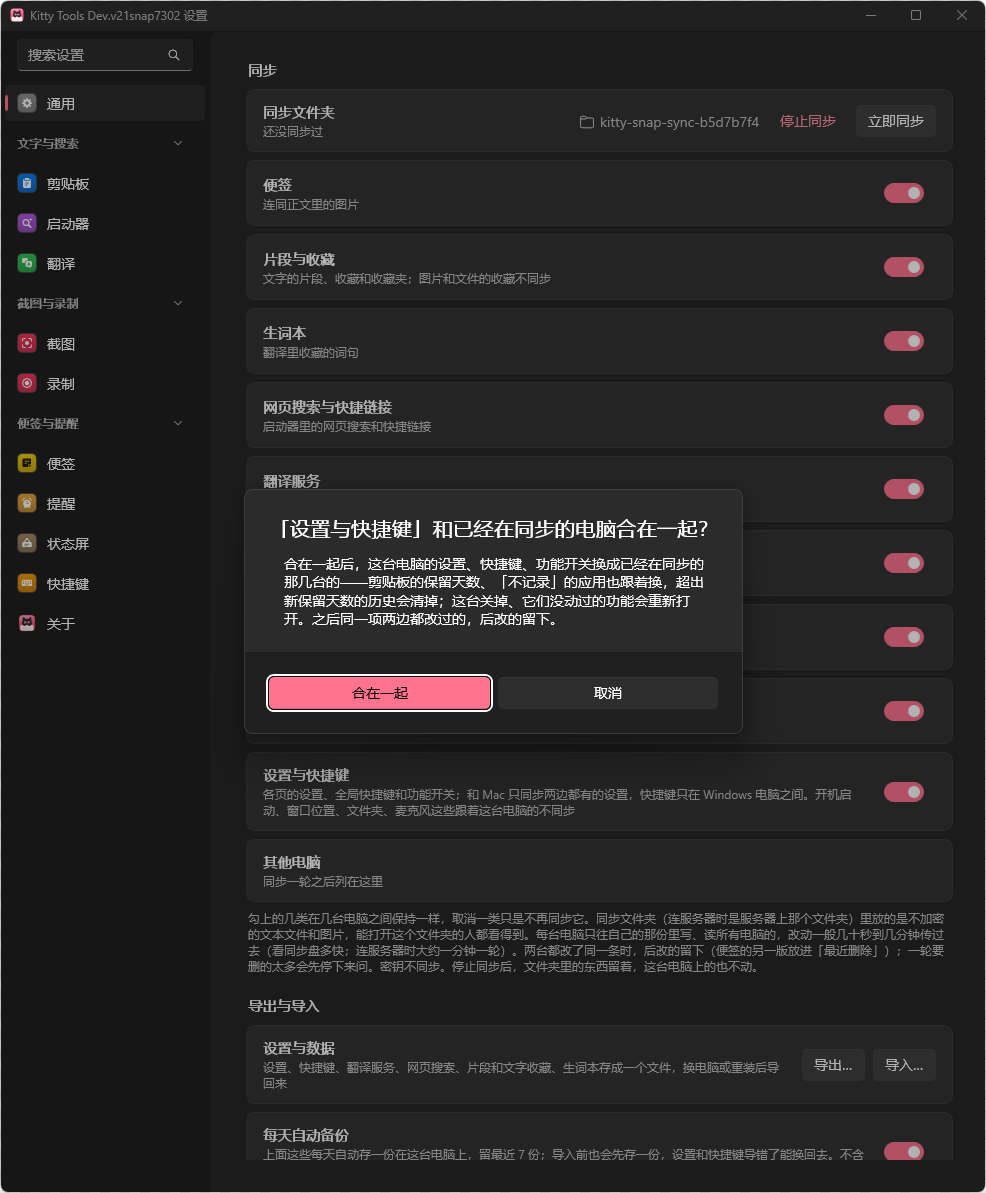 Kitty Tools Dev.v21snap7302 设置
搜索设置
通用
文字与搜索
剪贴板
启动器
翻译
截图与录制
截图
录制
便签与提醒
便签
提醒
状态屏
快捷键
关于
同步
同步文件夹
还没同步过
kitty-snap-sync-b5d7b7f4
停止同步
立即同步
便签
连同正文里的图片
片段与收藏
文字的片段、收藏和收藏夹；图片和文件的收藏不同步
生词本
翻译里收藏的词句
网页搜索与快捷链接
启动器里的网页搜索和快捷链接
翻译服务
「设置与快捷键」和已经在同步的电脑合在一起？
合在一起后，这台电脑的设置、快捷键、功能开关换成已经在同步的
那几台的——剪贴板的保留天数、「不记录」的应用也跟着换，超出
新保留天数的历史会清掉；这台关掉、它们没动过的功能会重新打
开。之后同一项两边都改过的，后改的留下。
合在一起
取消
设置与快捷键
各页的设置、全局快捷键和功能开关；和 Mac 只同步两边都有的设置，快捷键只在 Windows 电脑之间。开机启
动、窗口位置、文件夹、麦克风这些跟着这台电脑的不同步
其他电脑
同步一轮之后列在这里
勾上的几类在几台电脑之间保持一样，取消一类只是不再同步它。同步文件夹（连服务器时是服务器上那个文件夹）里放的是不加密
的文本文件和图片，能打开这个文件夹的人都看得到。每台电脑只往自己的那份里写、读所有电脑的，改动一般几十秒到几分钟传过
去（看同步盘多快；连服务器时大约一分钟一轮）。两台都改了同一条时，后改的留下（便签的另一版放进「最近删除」）；一轮要
删的太多会先停下来问。密钥不同步。停止同步后，文件夹里的东西留着，这台电脑上的也不动。
导出与导入
设置与数据
设置、快捷键、翻译服务、网页搜索、片段和文字收藏、生词本存成一个文件，换电脑或重装后导
回来
导出...
导入...
每天自动备份
上面这些每天自动存一份在这台电脑上，留最近 7 份；导入前也会先存一份，设置和快捷键导错了能换回去。不含